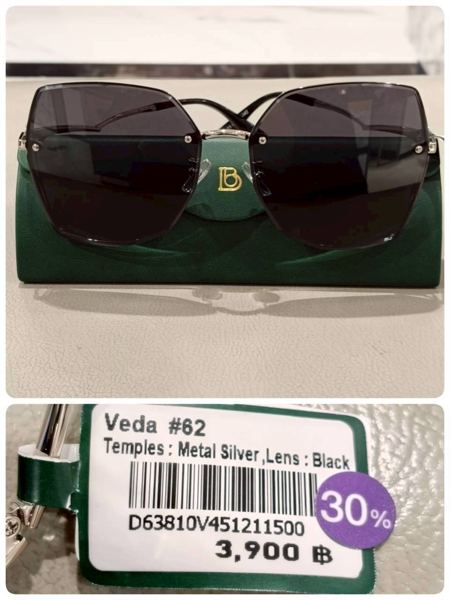 B
Veda #62
Temples : Metal Silver ,Lens : Black
D63810V451211500
30%
3,900 ฿